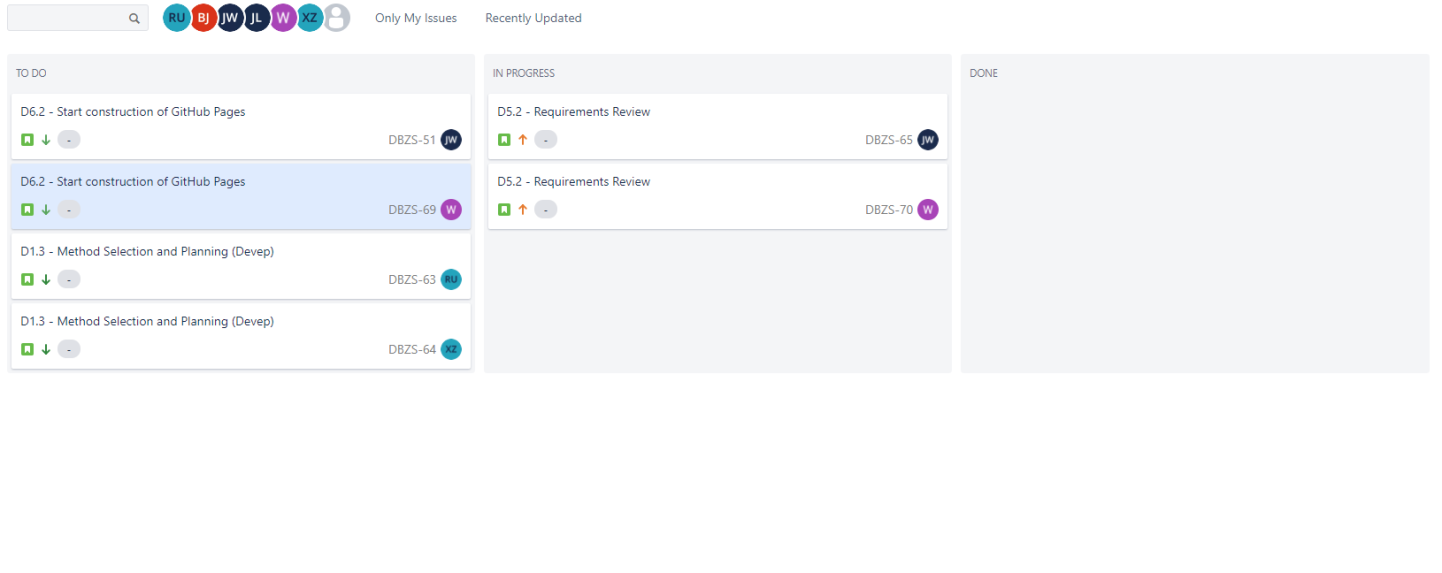 RU BJ JW JL W XZ Only My Issues Recently Updated
TO DO
D6.2 - Start construction of GitHub Pages
- DBZS-51 JW
D6.2 - Start construction of GitHub Pages
- DBZS-69 W
D1.3 - Method Selection and Planning (Devep)
- DBZS-63 RU
D1.3 - Method Selection and Planning (Devep)
- DBZS-64 XZ
IN PROGRESS
D5.2 - Requirements Review
- DBZS-65 JW
D5.2 - Requirements Review
- DBZS-70 W
DONE